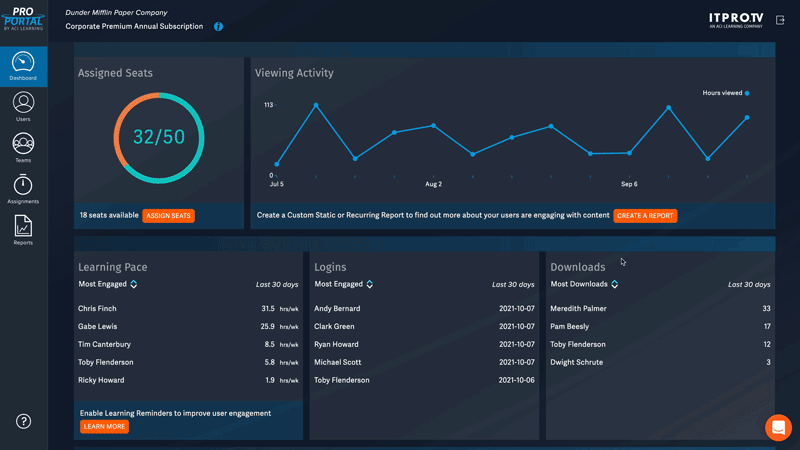 PRO
PORTAL
BY ACI LEARNING
Dunder Mifflin Paper Company
Corporate Premium Annual Subscription
i
ITPROTV
AN ACI LEARNING COMPANY
Dashboard
Users
Teams
Assignments
Reports
?
Assigned Seats
32/50
18 seats available ASSIGN SEATS
Viewing Activity
Hours viewed
113
0
Jul 5 Aug 2 Sep 6
Create a Custom Static or Recurring Report to find out more about your users are engaging with content CREATE A REPORT
Learning Pace
Most Engaged Last 30 days
Chris Finch 31.5 hrs/wk
Gabe Lewis 25.9 hrs/wk
Tim Canterbury 8.5 hrs/wk
Toby Flenderson 5.8 hrs/wk
Ricky Howard 1.9 hrs/wk
Enable Learning Reminders to improve user engagement
LEARN MORE
Logins
Most Engaged Last 30 days
Andy Bernard 2021-10-07
Clark Green 2021-10-07
Ryan Howard 2021-10-07
Michael Scott 2021-10-07
Toby Flenderson 2021-10-06
Downloads
Most Downloads Last 30 days
Meredith Palmer 33
Pam Beesly 17
Toby Flenderson 12
Dwight Schrute 3